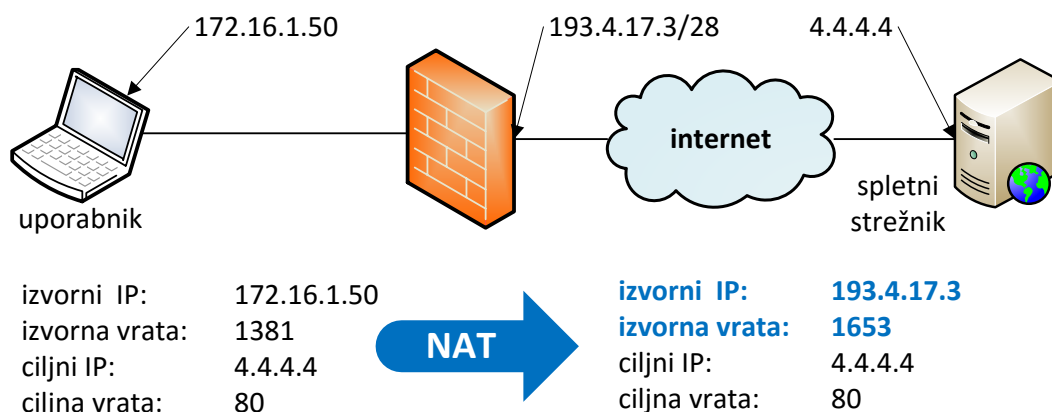 172.16.1.50
193.4.17.3/28
4.4.4.4
internet
uporabnik
spletni
strežnik
izvorni IP: 172.16.1.50
izvorna vrata: 1381
ciljni IP: 4.4.4.4
ciljna vrata: 80
NAT
izvorni IP: 193.4.17.3
izvorna vrata: 1653
ciljni IP: 4.4.4.4
ciljna vrata: 80